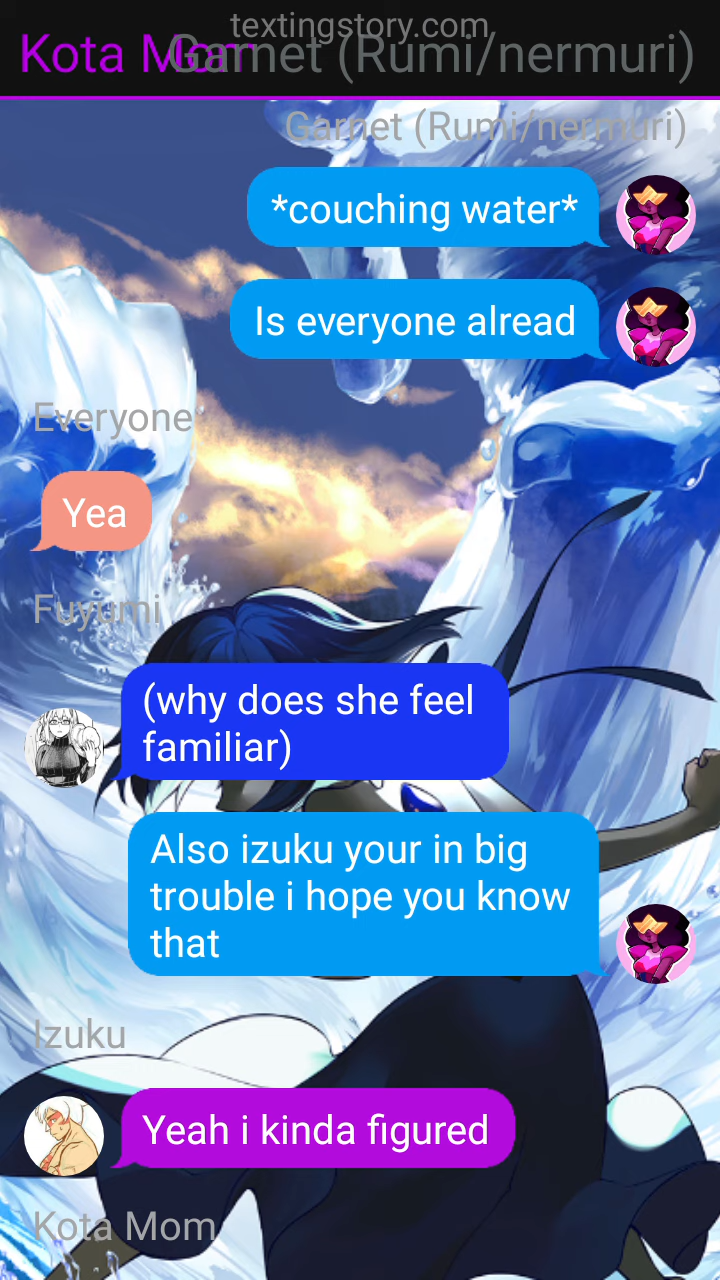 textingstory.com
Kota Mom
Garnet (Rumi/nermuri)
Garnet (Rumi/nermuri)
*couching water*
Is everyone alread
Everyone
Yea
Fuyumi
(why does she feel
familiar)
Also izuku your in big
trouble i hope you know
that
Izuku
Yeah i kinda figured
Kota Mom